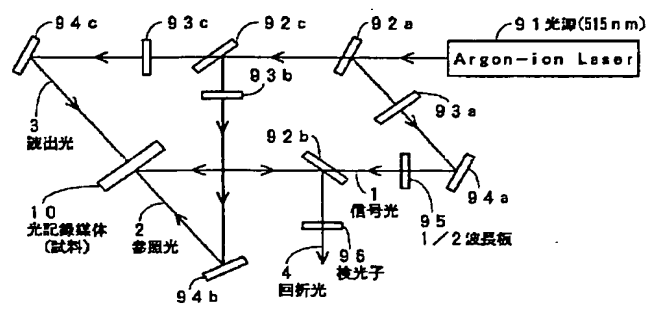 94c
93c
92c
92a
91光源(515nm)
Argon-ion Laser
93b
93a
3
読出光
92b
94a
10
光記録媒体
(試料)
2
参照光
1
信号光
95
1/2波長板
94b
4
回折光
96
検光子